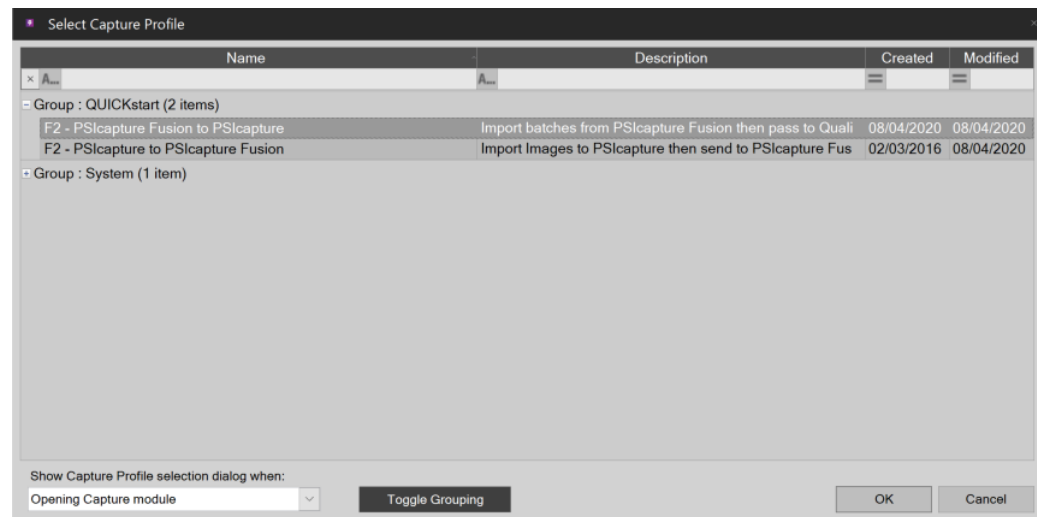 Select Capture Profile
Name Description Created Modified
× A... A... = =
Group : QUICKstart (2 items)
F2 - PSIcapture Fusion to PSIcapture Import batches from PSIcapture Fusion then pass to Quali 08/04/2020 08/04/2020
F2 - PSIcapture to PSIcapture Fusion Import Images to PSIcapture then send to PSIcapture Fus 02/03/2016 08/04/2020
Group : System (1 item)
Show Capture Profile selection dialog when:
Opening Capture module Toggle Grouping OK Cancel